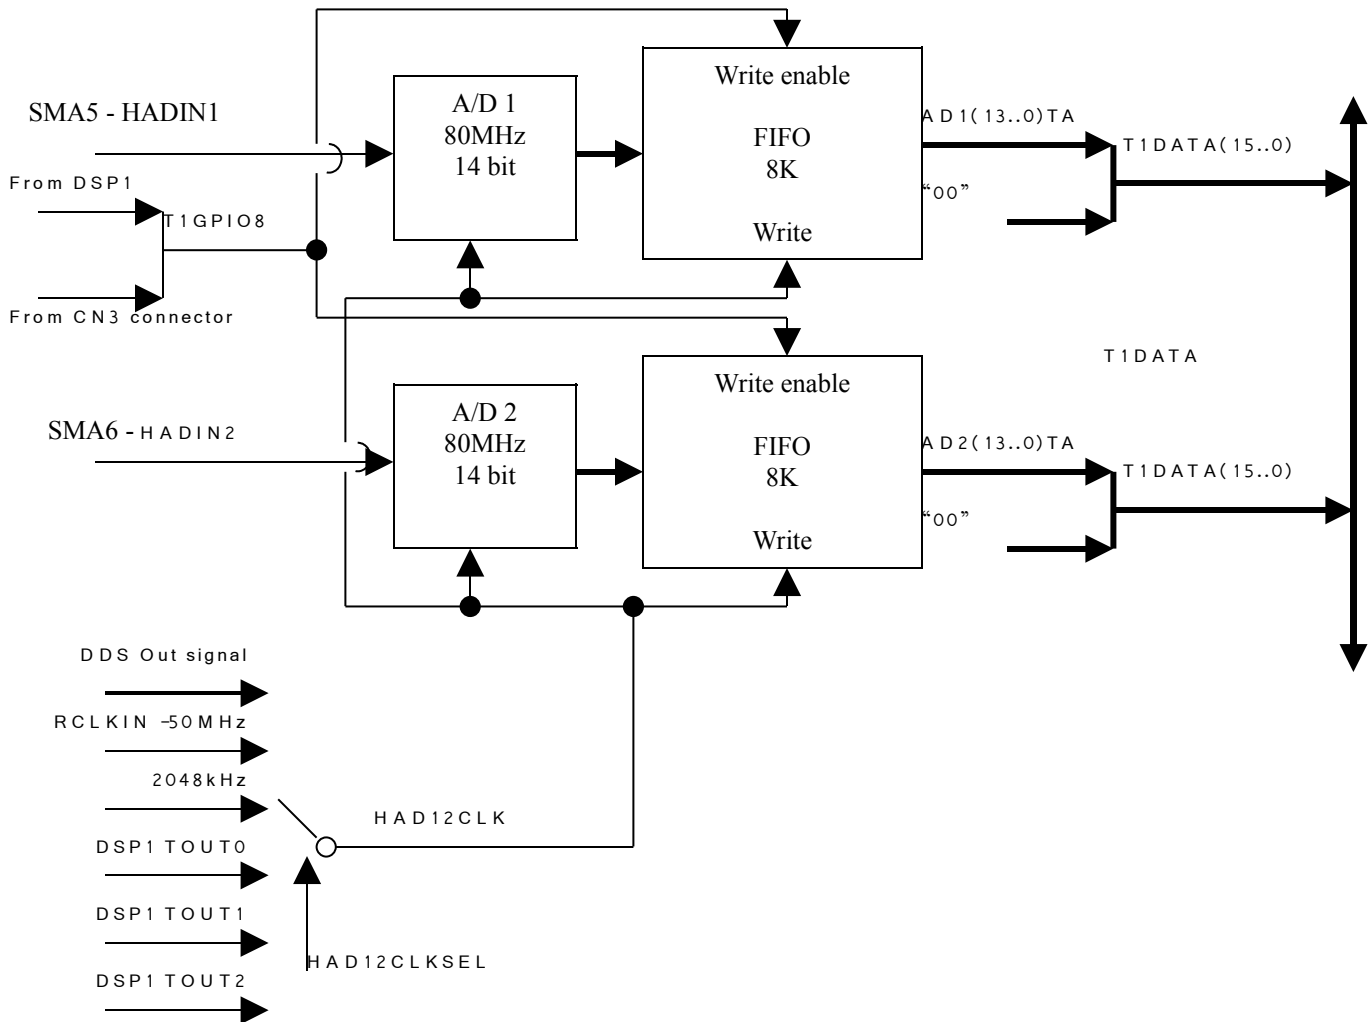 Write enable
A/D 1
80MHz
14 bit
SMA5 - HADIN1
FIFO
8K
AD1(13..0)TA
T1DATA(15..0)
From DSP1
"00"
T1GPIO8
Write
From CN3 connector
T1DATA
Write enable
A/D 2
80MHz
14 bit
SMA6 - HADIN2
FIFO
8K
AD2(13..0)TA
T1DATA(15..0)
"00"
Write
DDS Out signal
RCLKIN -50MHz
2048kHz
HAD12CLK
DSP1 TOUT0
DSP1 TOUT1
HAD12CLKSEL
DSP1 TOUT2